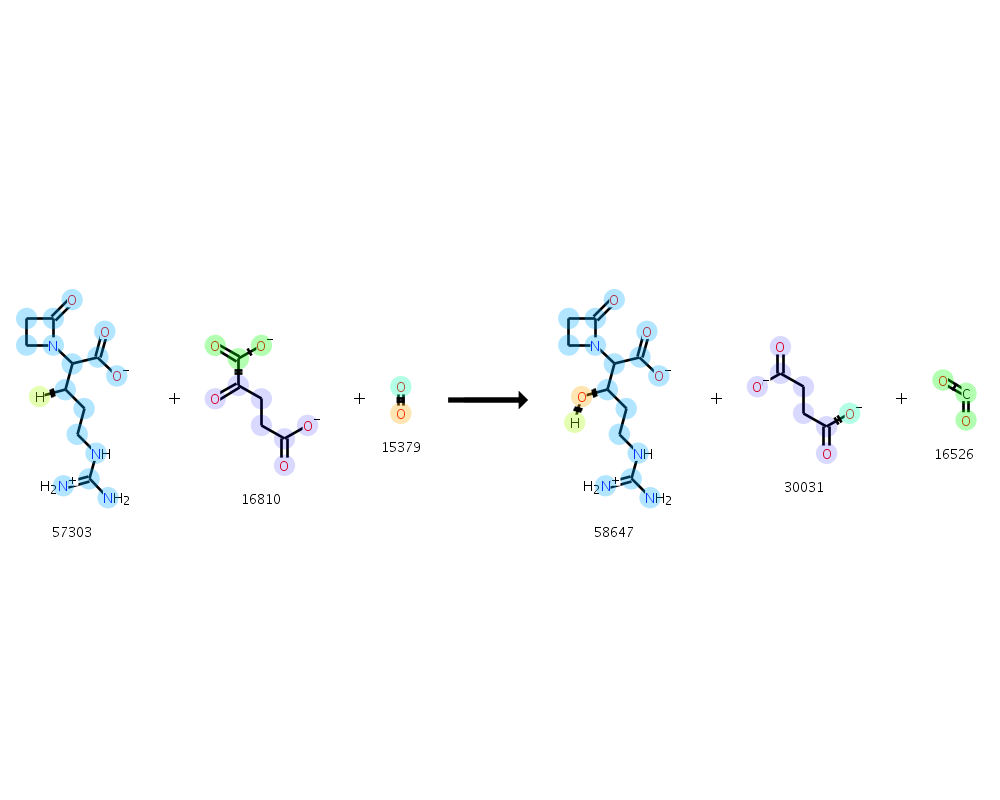 O
O
O⁻
N
H
NH
H₂N⁺
NH₂
57303
+
O
O⁻
O
O⁻
O
16810
+
O
O
15379
O
O
O⁻
N
O
H
NH
H₂N⁺
NH₂
58647
+
O
O⁻
O⁻
O
30031
+
O
C
O
16526